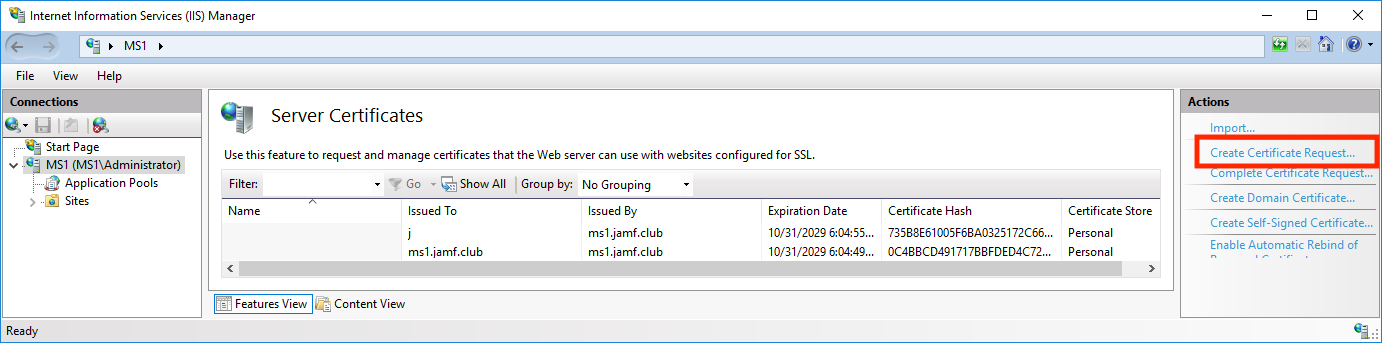 Internet Information Services (IIS) Manager
MS1
File View Help
Connections
Start Page
MS1 (MS1\Administrator)
Application Pools
Sites
Server Certificates
Use this feature to request and manage certificates that the Web server can use with websites configured for SSL.
Filter: Go Show All Group by: No Grouping
Name Issued To Issued By Expiration Date Certificate Hash Certificate Store
j ms1.jamf.club 10/31/2029 6:04:55... 735B8E61005F6BA0325172C66... Personal
ms1.jamf.club ms1.jamf.club 10/31/2029 6:04:49... 0C4BBCD491717BBFDED4C72... Personal
Features View Content View
Actions
Import...
Create Certificate Request...
Complete Certificate Request...
Create Domain Certificate...
Create Self-Signed Certificate...
Enable Automatic Rebind of
Ready